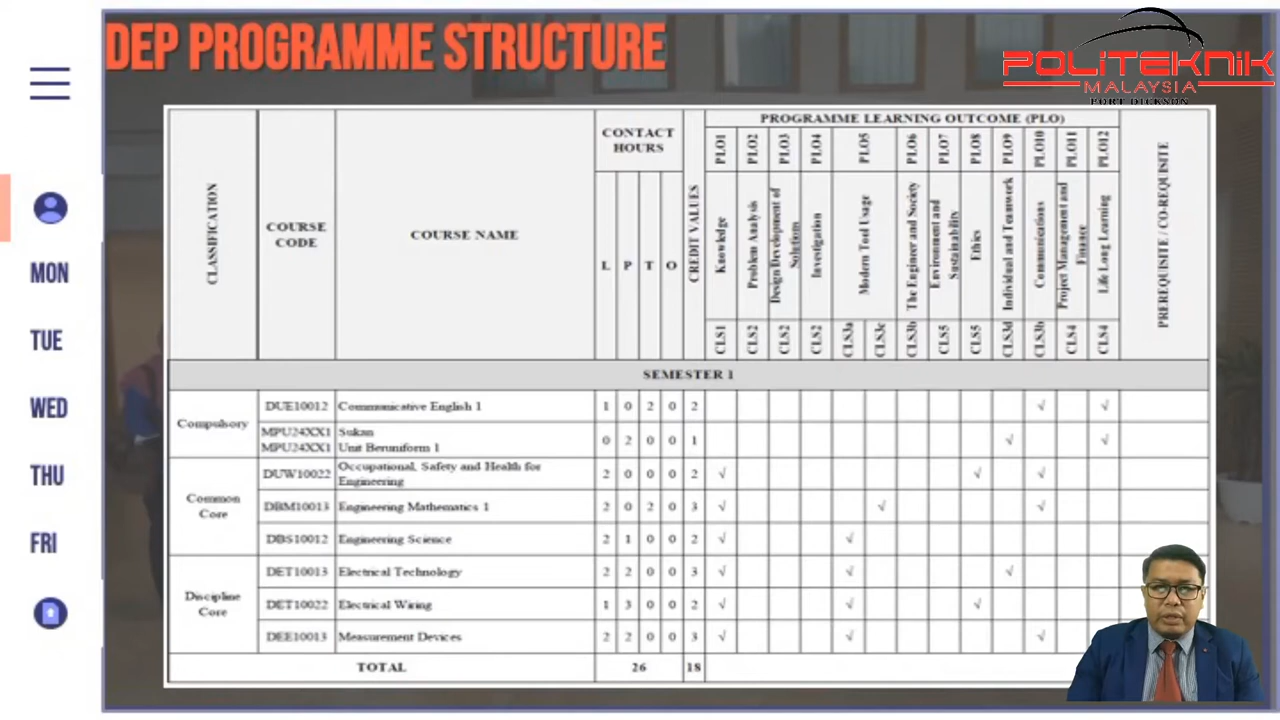 DEP PROGRAMME STRUCTURE
POLITEKNIK
MALAYSIA
PORT DICKSON
MON
TUE
WED
THU
FRI
CLASSIFICATION
COURSE CODE
COURSE NAME
CONTACT HOURS
L P T O
CREDIT VALUES
PROGRAMME LEARNING OUTCOME (PLO)
PLO1 PLO2 PLO3 PLO4 PLO5 PLO6 PLO7 PLO8 PLO9 PLO10 PLO11 PLO12
Knowledge
Problem Analysis
Design/Development of Solutions
Investigation
Modern Tool Usage
The Engineer and Society
Environment and Sustainability
Ethics
Individual and Teamwork
Communications
Project Management and Finance
Life Long Learning
CLS1 CLS2 CLS2 CLS2 CLS3a CLS3c CLS3b CLS5 CLS5 CLS3d CLS3b CLS4 CLS4
PREREQUISITE / CO-REQUISITE
SEMESTER 1
Compulsory
DUE10012 Communicative English 1 1 0 2 0 2 √ √
MPU24XX1 Sukan
MPU24XX1 Unit Beruniform 1 0 2 0 0 1 √ √
Common Core
DUW10022 Occupational, Safety and Health for Engineering 2 0 0 0 2 √ √ √
DBM10013 Engineering Mathematics 1 2 0 2 0 3 √ √ √
DBS10012 Engineering Science 2 1 0 0 2 √ √
Discipline Core
DET10013 Electrical Technology 2 2 0 0 3 √ √ √
DET10022 Electrical Wiring 1 3 0 0 2 √ √ √
DEE10013 Measurement Devices 2 2 0 0 3 √ √ √
TOTAL 26 18